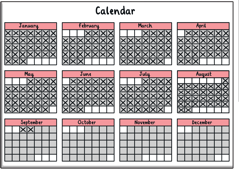 Calendar
January February March April
May June July August
September October November December